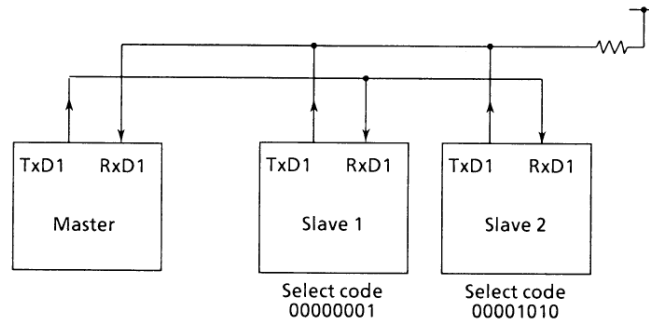 TxD1 RxD1 TxD1 RxD1 TxD1 RxD1
Master Slave 1 Slave 2
Select code Select code
00000001 00001010